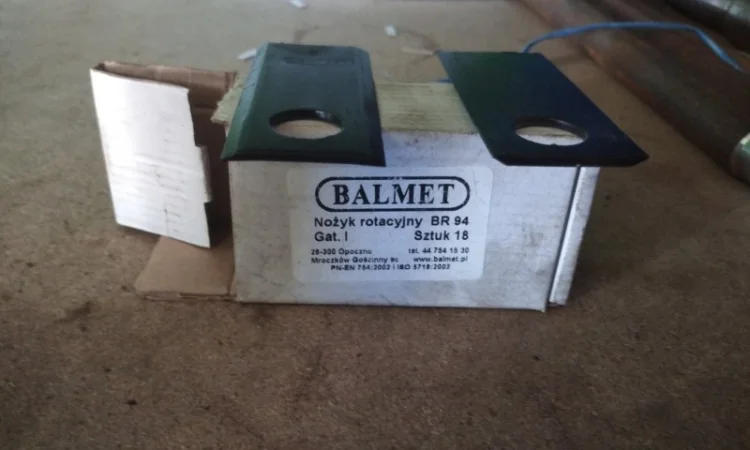 BALMET
Nożyk rotacyjny BR 94
Gat. I Sztuk 18
26-300 Opoczno tel. 44 754 15 30
Mroczków Gościnny 9c www.balmet.pl
PN-EN 754:2002 i ISO 5718:2002